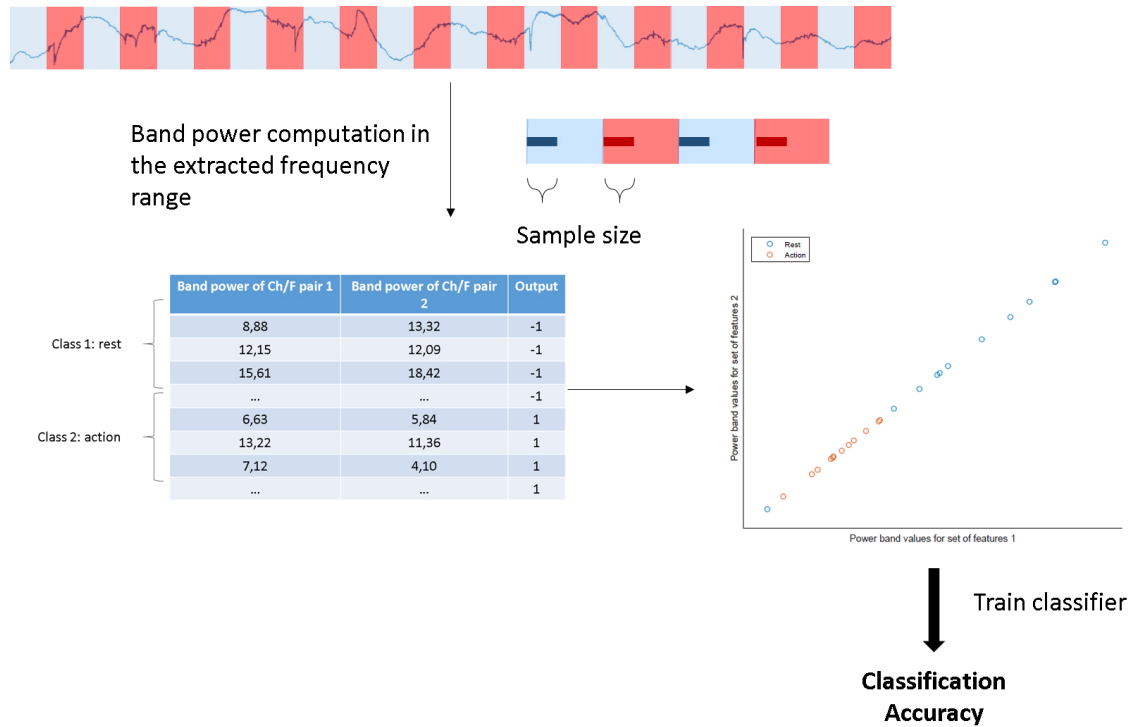 Band power computation in
the extracted frequency
range
Sample size
Band power of Ch/F pair 1 Band power of Ch/F pair Output
2
8,88 13,32 -1
12,15 12,09 -1
15,61 18,42 -1
... ... -1
6,63 5,84 1
13,22 11,36 1
7,12 4,10 1
... ... 1
Class 1: rest
Class 2: action
Rest
Action
Power band values for set of features 2
Power band values for set of features 1
Train classifier
Classification
Accuracy